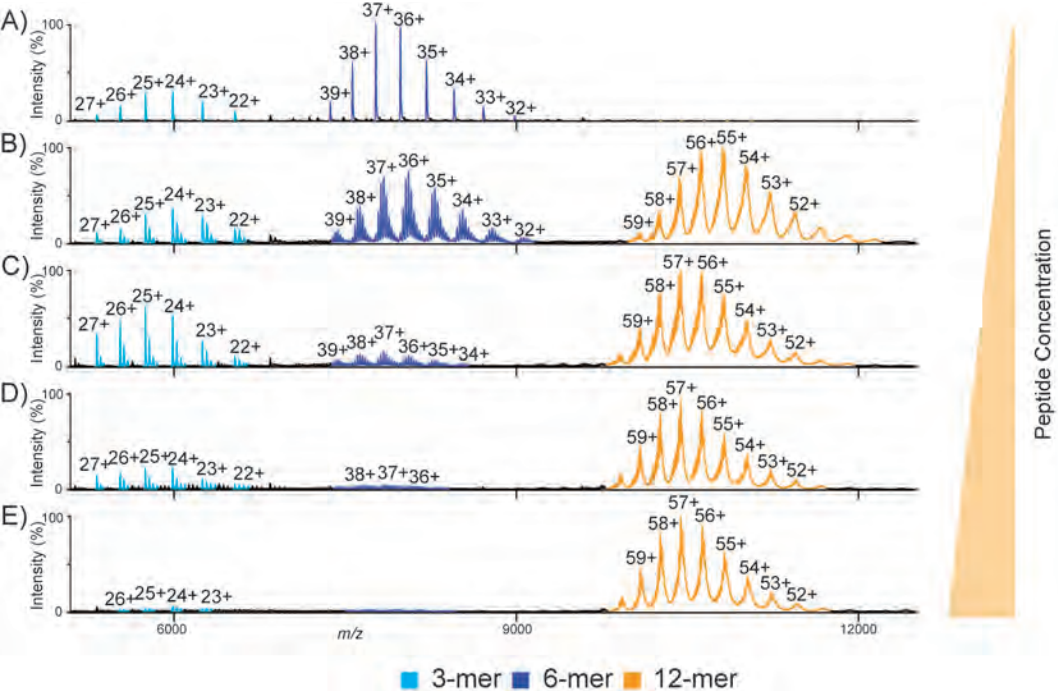 A)
Intensity (%)
100
0
27+ 26+ 25+ 24+ 23+ 22+
39+ 38+ 37+ 36+ 35+ 34+ 33+ 32+
B)
Intensity (%)
100
0
27+ 26+ 25+ 24+ 23+ 22+
39+ 38+ 37+ 36+ 35+ 34+ 33+ 32+
59+ 58+ 57+ 56+ 55+ 54+ 53+ 52+
C)
Intensity (%)
100
0
27+ 26+ 25+ 24+ 23+ 22+
39+ 38+ 37+ 36+ 35+ 34+
59+ 58+ 57+ 56+ 55+ 54+ 53+ 52+
D)
Intensity (%)
100
0
27+ 26+ 25+ 24+ 23+ 22+
38+ 37+ 36+
59+ 58+ 57+ 56+ 55+ 54+ 53+ 52+
E)
Intensity (%)
100
0
26+ 25+ 24+ 23+
59+ 58+ 57+ 56+ 55+ 54+ 53+ 52+
6000 m/z 9000 12000
3-mer 6-mer 12-mer
Peptide Concentration